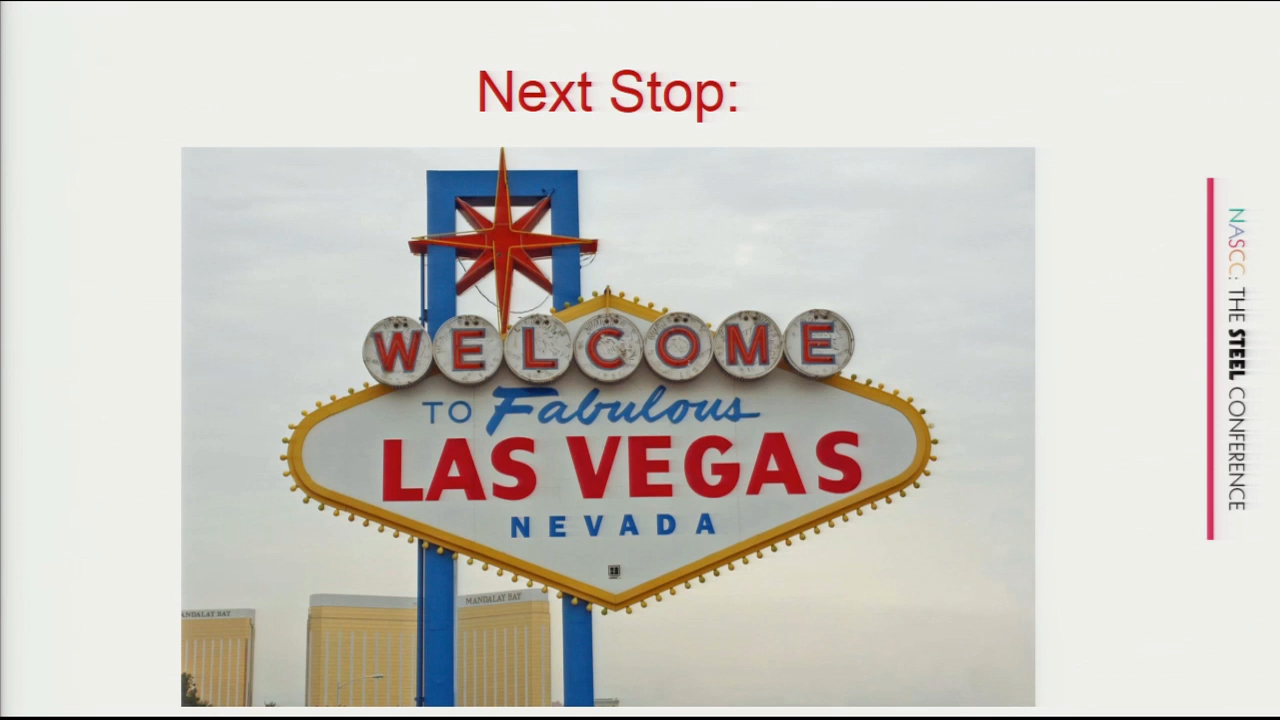 Next Stop:
WELCOME
TO Fabulous
LAS VEGAS
NEVADA
MANDALAY BAY
MANDALAY BAY
NASCC: THE STEEL CONFERENCE